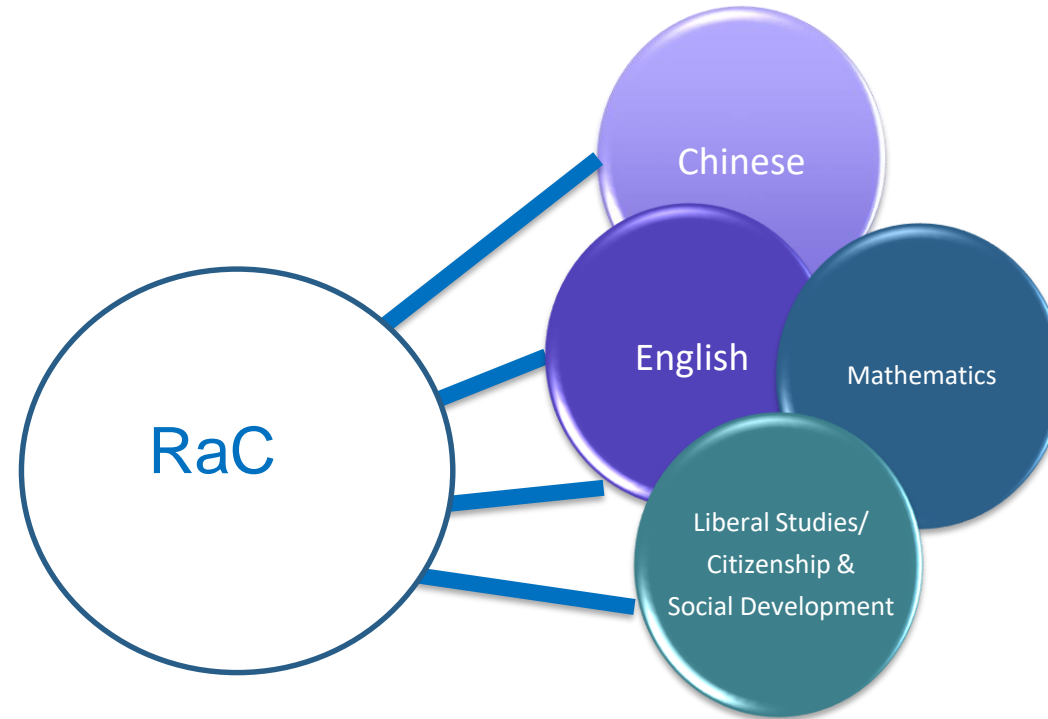 Chinese
English
Mathematics
RaC
Liberal Studies/
Citizenship &
Social Development